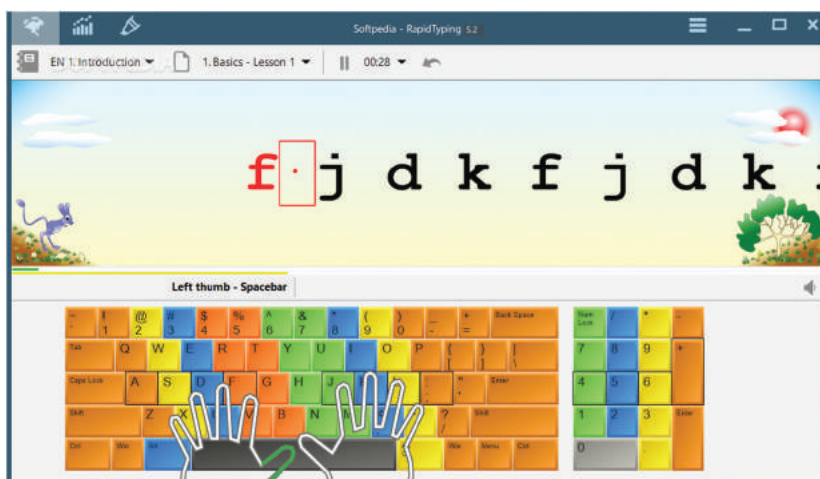 Softpedia - RapidTyping 5.2
EN 1. Introduction 1. Basics - Lesson 1 00:28
f · j d k f j d k
Left thumb - Spacebar
~ ! @ # $ % ^ & * ( ) _ + Back Space
` 1 2 3 4 5 6 7 8 9 0 - =
Tab Q W E R T Y U I O P { } |
[ ] \
Caps Lock A S D F G H J K L : " Enter
; '
Shift Z X V B N M ? Shift
/
Ctrl Win Alt Win Menu Ctrl
Num Lock / * -
7 8 9 +
4 5 6
1 2 3 Enter
0 .